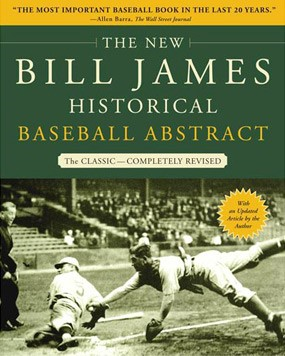 "THE MOST IMPORTANT BASEBALL BOOK IN THE LAST 20 YEARS."
—Allen Barra, The Wall Street Journal
THE NEW
BILL JAMES
HISTORICAL
BASEBALL ABSTRACT
The CLASSIC—COMPLETELY REVISED
With
an Updated
Article by the
Author